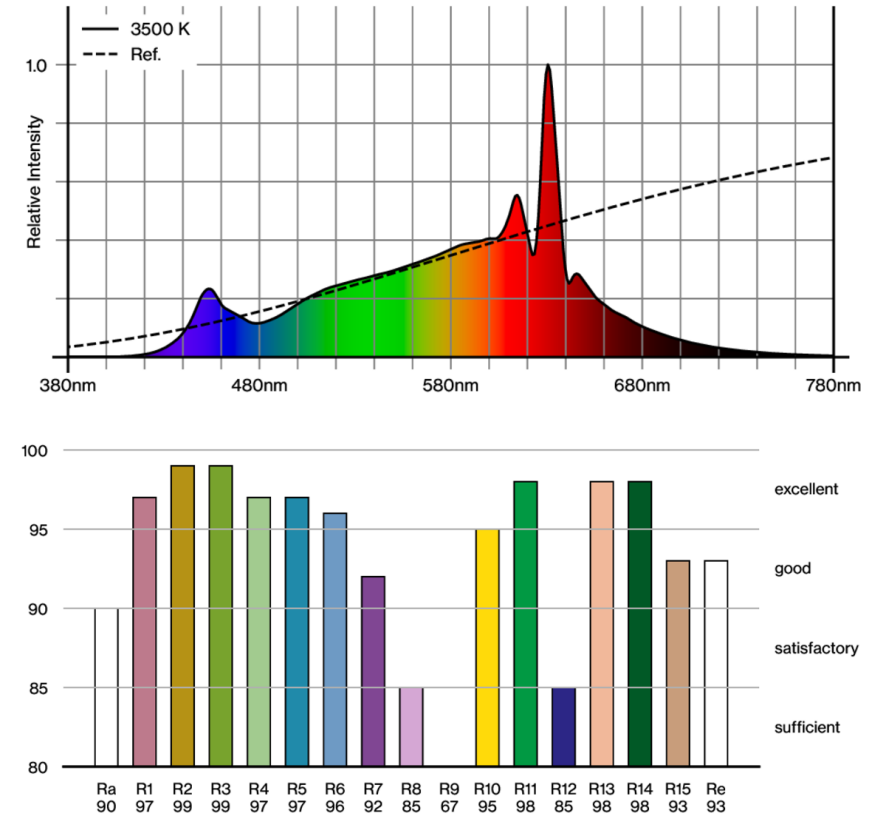 3500 K
Ref.
1.0
Relative Intensity
380nm 480nm 580nm 680nm 780nm
100
excellent
95
good
90
satisfactory
85
sufficient
80
Ra R1 R2 R3 R4 R5 R6 R7 R8 R9 R10 R11 R12 R13 R14 R15 Re
90 97 99 99 97 97 96 92 85 67 95 98 85 98 98 93 93